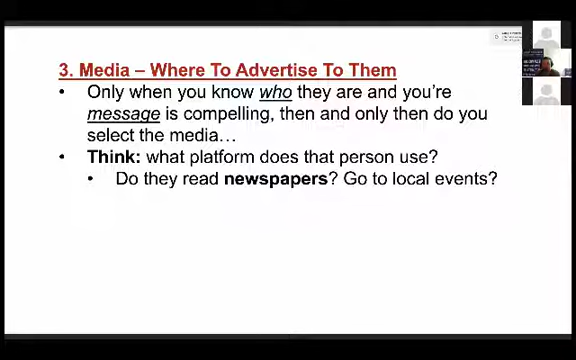 3. Media – Where To Advertise To Them
• Only when you know who they are and you're
message is compelling, then and only then do you
select the media…
• Think: what platform does that person use?
• Do they read newspapers? Go to local events?